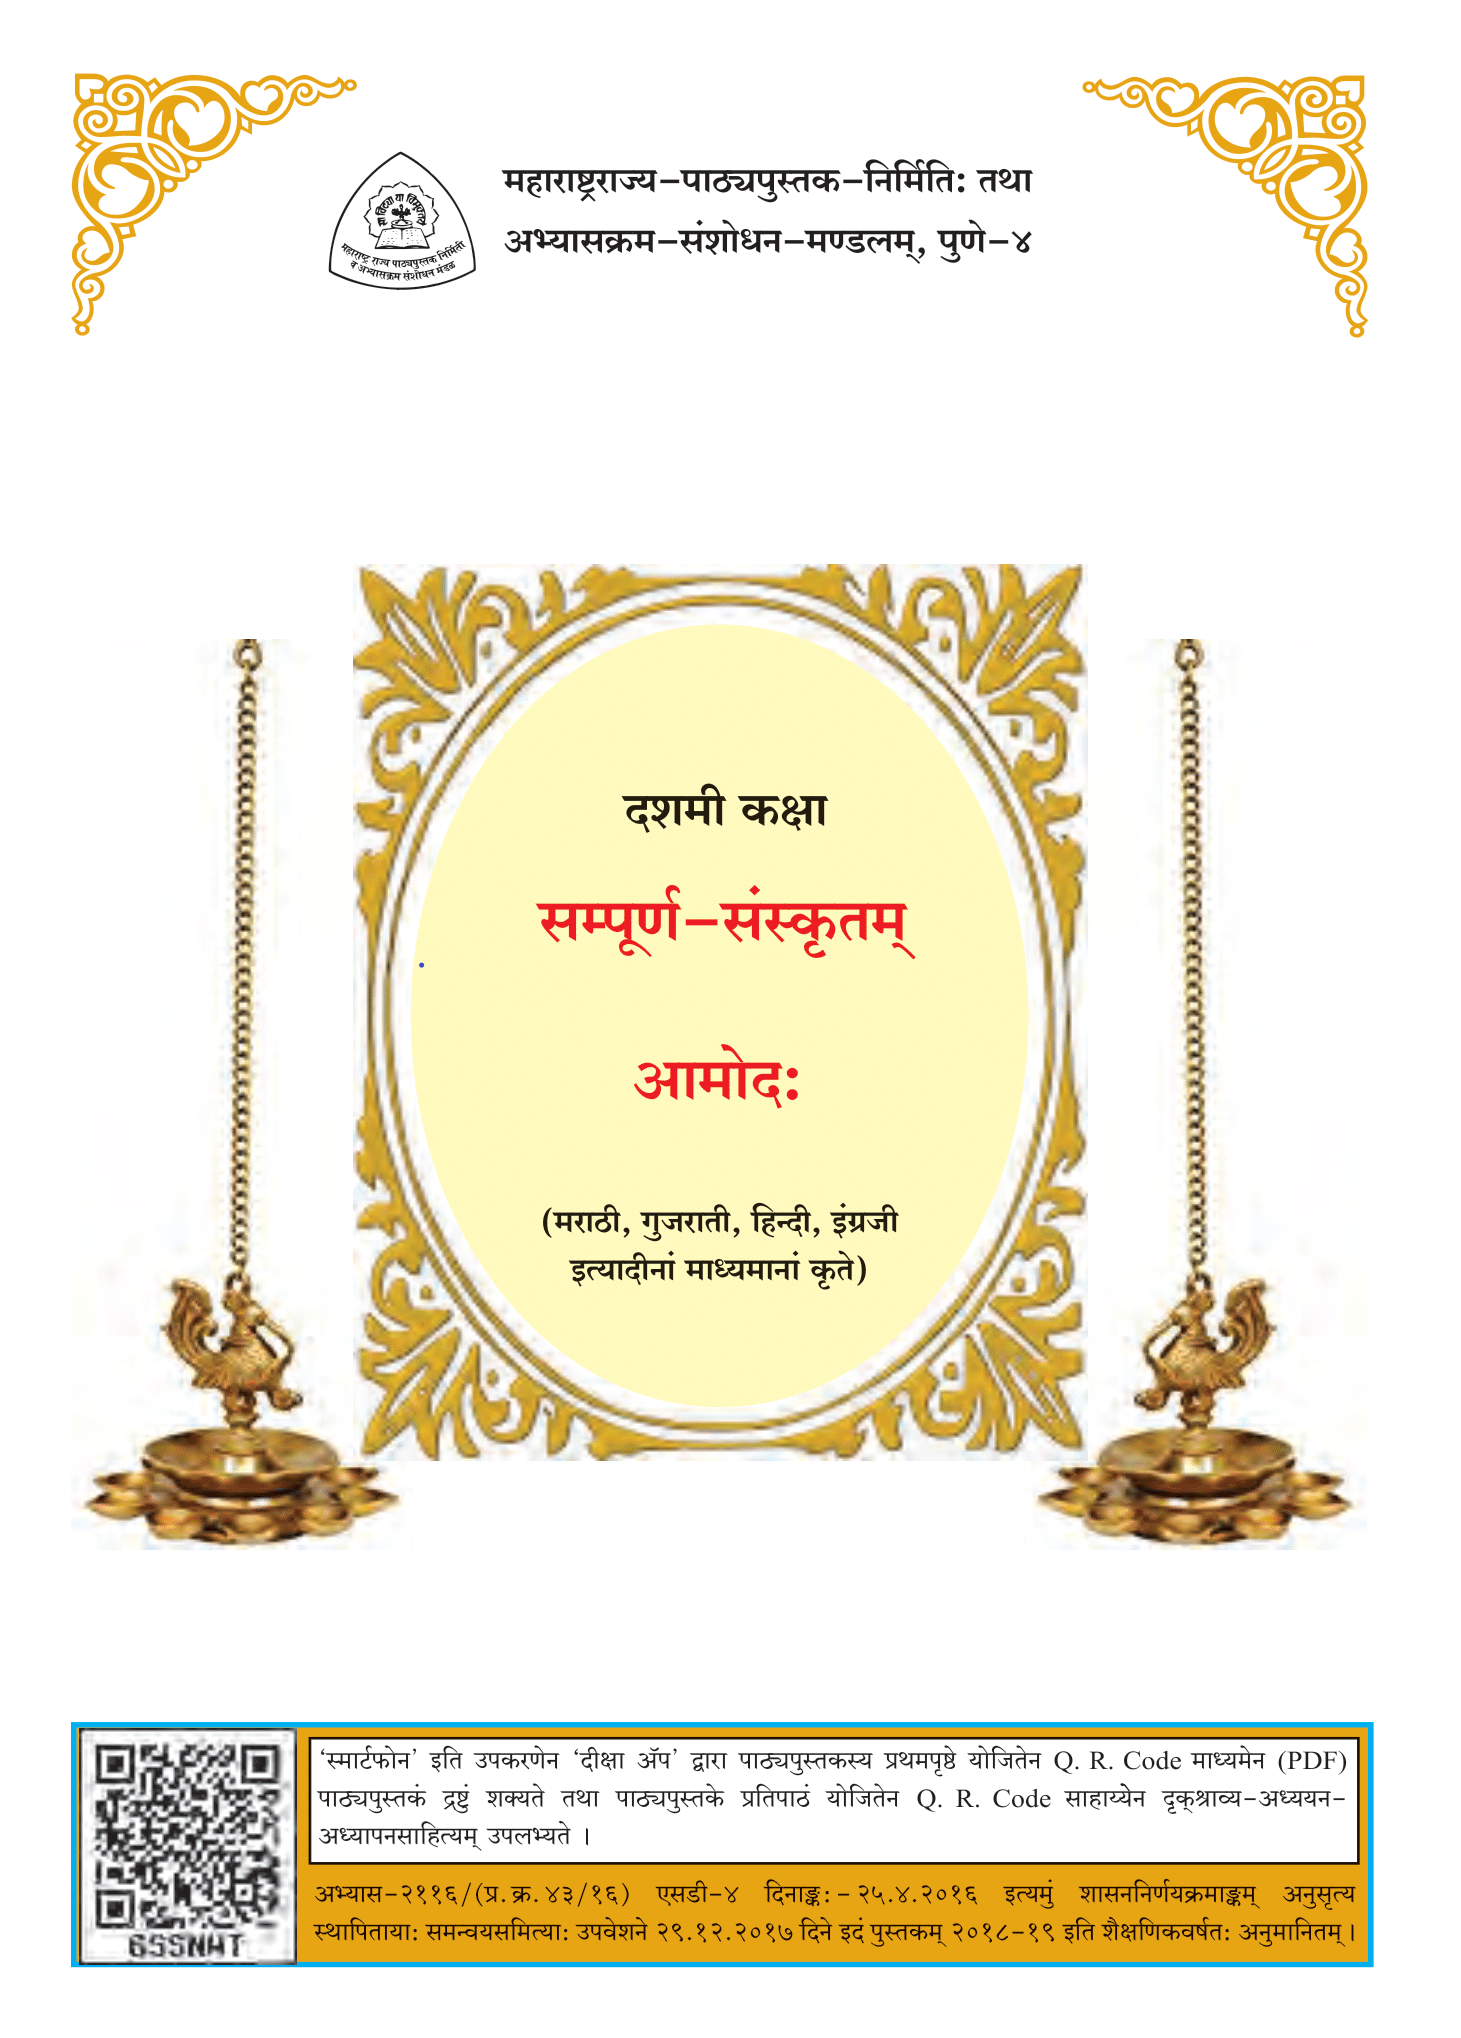 महाराष्ट्रराज्य-पाठ्यपुस्तक-निर्मिति: तथा
अभ्यासक्रम-संशोधन-मण्डलम्, पुणे-४
महाराष्ट्र राज्य पाठ्यपुस्तक निर्मिती
व अभ्यासक्रम संशोधन मंडळ
दशमी कक्षा
सम्पूर्ण-संस्कृतम्
आमोद:
(मराठी, गुजराती, हिन्दी, इंग्रजी
इत्यादीनां माध्यमानां कृते)
‘स्मार्टफोन’ इति उपकरणेन ‘दीक्षा ॲप’ द्वारा पाठ्यपुस्तकस्य प्रथमपृष्ठे योजितेन Q. R. Code माध्यमेन (PDF)
पाठ्यपुस्तकं द्रष्टुं शक्यते तथा पाठ्यपुस्तके प्रतिपाठं योजितेन Q. R. Code साहाय्येन दृक्श्राव्य-अध्ययन-
अध्यापनसाहित्यम् उपलभ्यते ।
अभ्यास-२११६/(प्र.क्र.४३/१६) एसडी-४ दिनाङ्क:-२५.४.२०१६ इत्यमुं शासननिर्णयक्रमाङ्कम् अनुसृत्य
स्थापिताया: समन्वयसमित्या: उपवेशने २९.१२.२०१७ दिने इदं पुस्तकम् २०१८-१९ इति शैक्षणिकवर्षत: अनुमानितम्।
6SSNHT